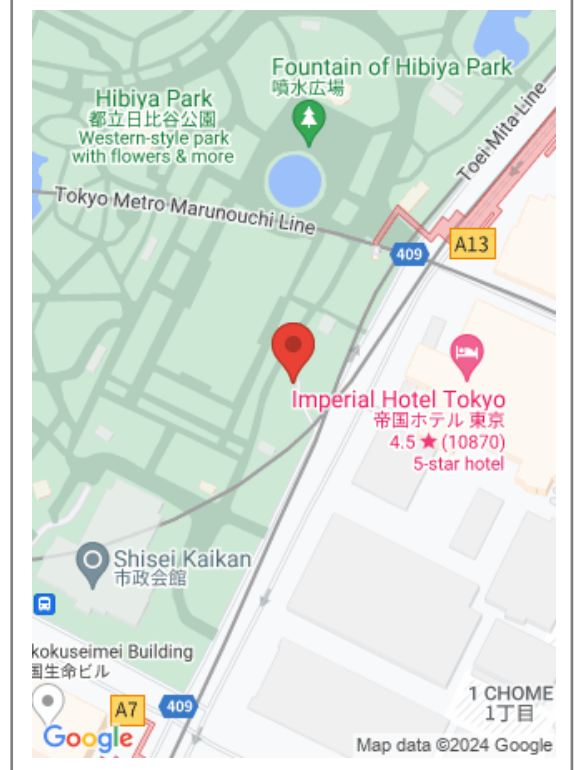 Fountain of Hibiya Park
噴水広場
Hibiya Park
都立日比谷公園
Western-style park
with flowers & more
Toei Mita Line
Tokyo Metro Marunouchi Line
A13
409
Imperial Hotel Tokyo
帝国ホテル 東京
4.5 ★ (10870)
5-star hotel
Shisei Kaikan
市政会館
kokuseimei Building
国生命ビル
1 CHOME
1丁目
A7
409
Google
Map data ©2024 Google